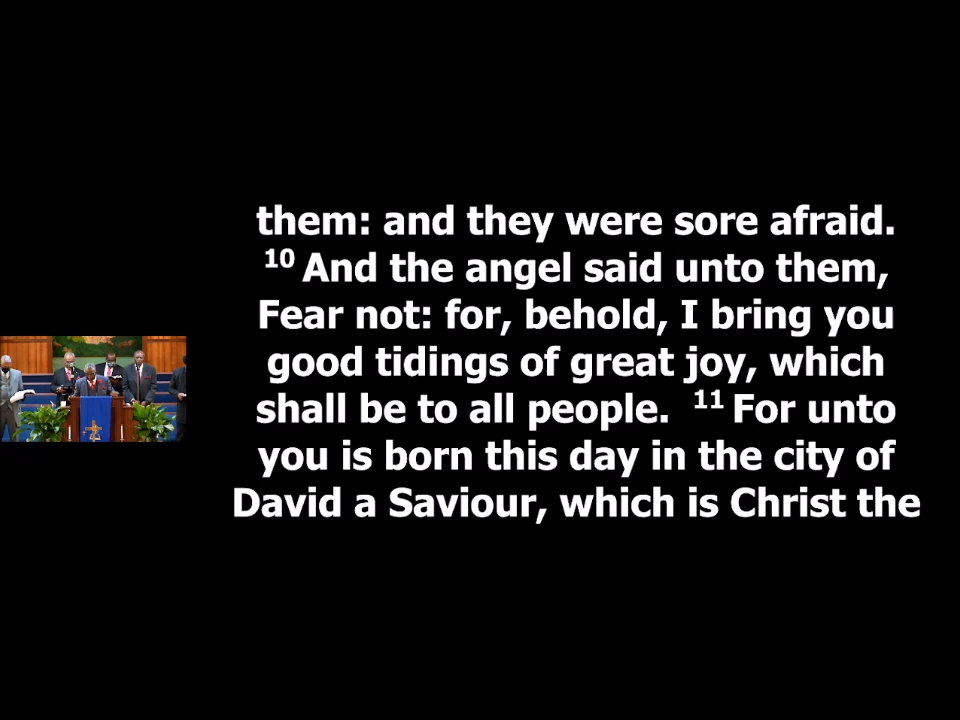 them: and they were sore afraid.
10 And the angel said unto them,
Fear not: for, behold, I bring you
good tidings of great joy, which
shall be to all people. 11 For unto
you is born this day in the city of
David a Saviour, which is Christ the